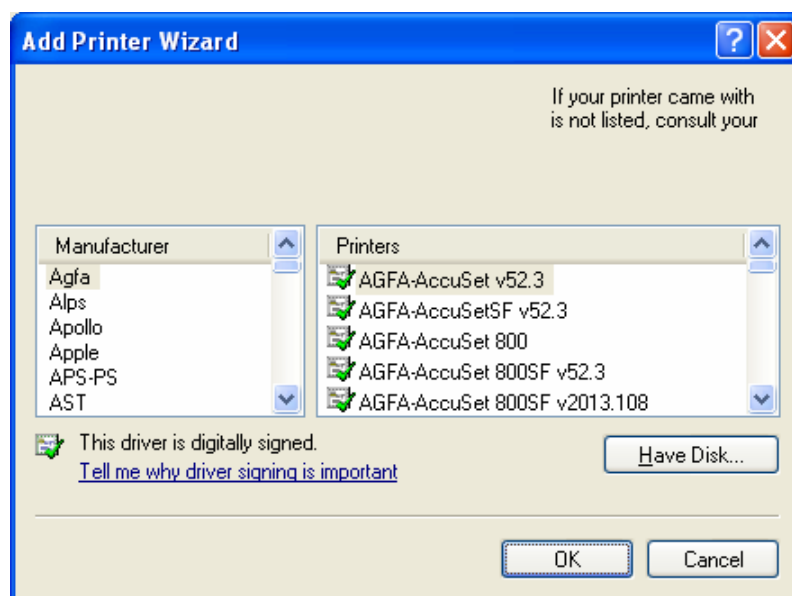 Add Printer Wizard
If your printer came with
is not listed, consult your
Manufacturer
Agfa
Alps
Apollo
Apple
APS-PS
AST
Printers
AGFA-AccuSet v52.3
AGFA-AccuSetSF v52.3
AGFA-AccuSet 800
AGFA-AccuSet 800SF v52.3
AGFA-AccuSet 800SF v2013.108
This driver is digitally signed.
Tell me why driver signing is important
Have Disk...
OK
Cancel